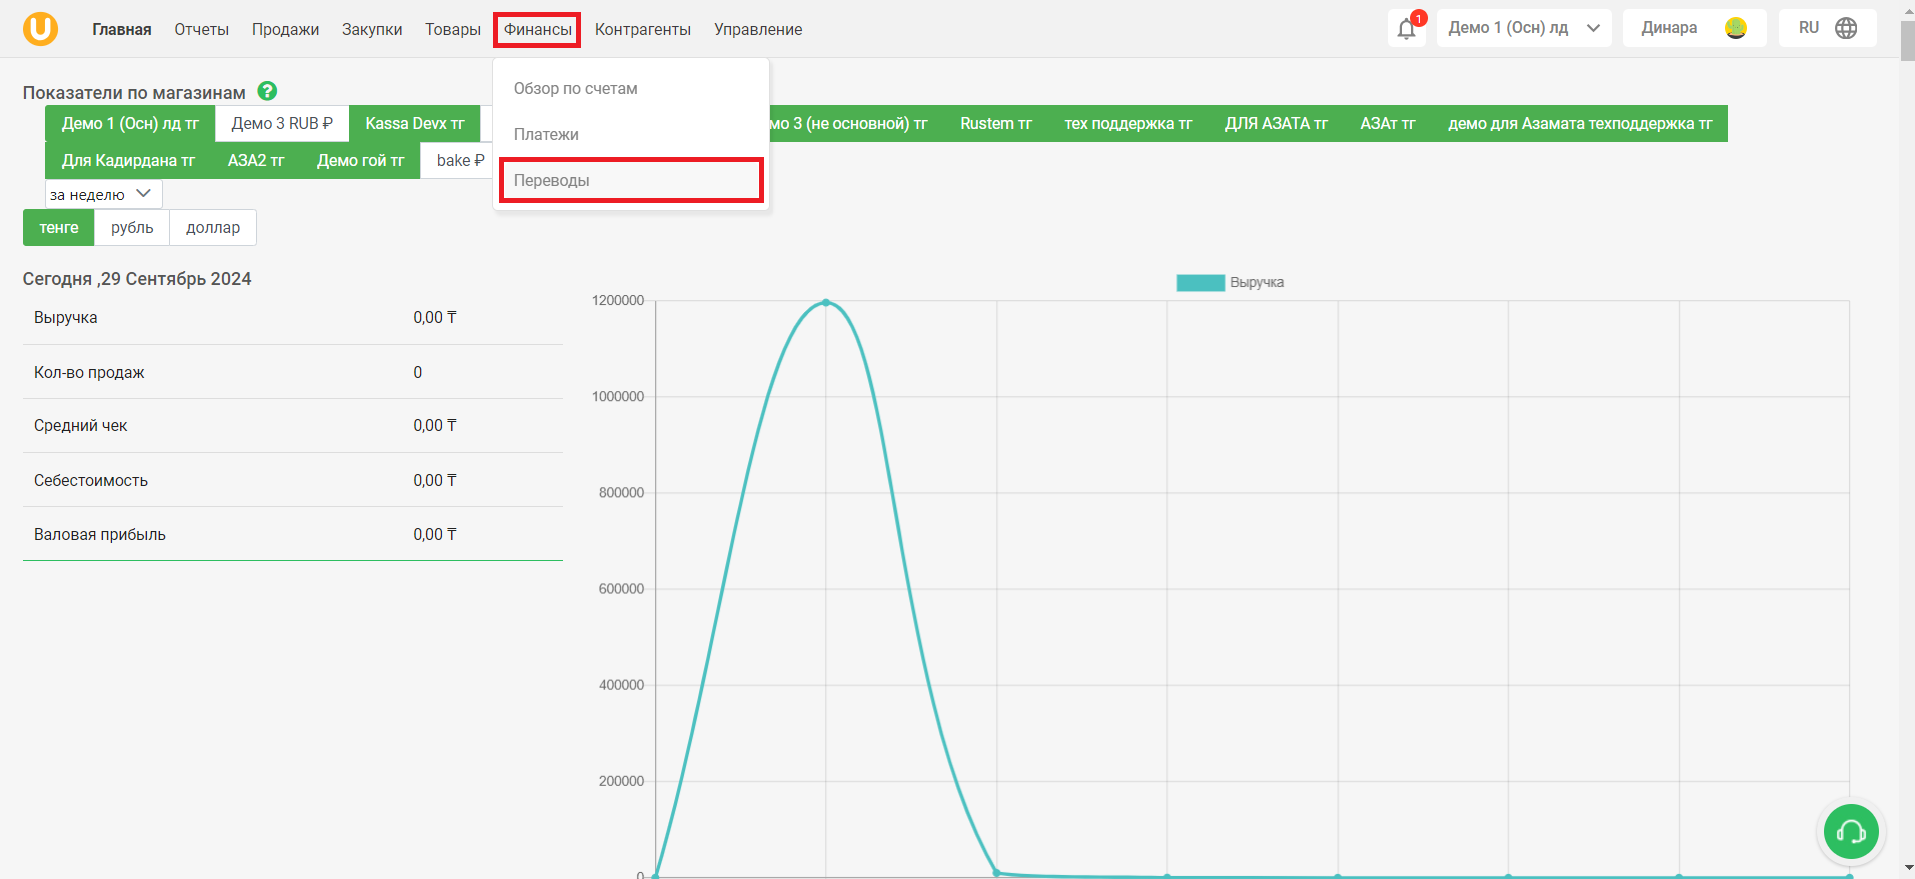 U Главная Отчеты Продажи Закупки Товары Финансы Контрагенты Управление 1 Демо 1 (Осн) лд Динара RU
Обзор по счетам
Платежи
Переводы
Показатели по магазинам ?
Демо 1 (Осн) лд тг Демо 3 RUB ₽ Kassa Devx тг мо 3 (не основной) тг Rustem тг тех поддержка тг ДЛЯ АЗАТА тг АЗАт тг демо для Азамата техподдержка тг
Для Кадирдана тг АЗА2 тг Демо гой тг bake ₽
за неделю
тенге рубль доллар
Сегодня ,29 Сентябрь 2024
Выручка 0,00 ₸
Кол-во продаж 0
Средний чек 0,00 ₸
Себестоимость 0,00 ₸
Валовая прибыль 0,00 ₸
Выручка
1200000
1000000
800000
600000
400000
200000
0